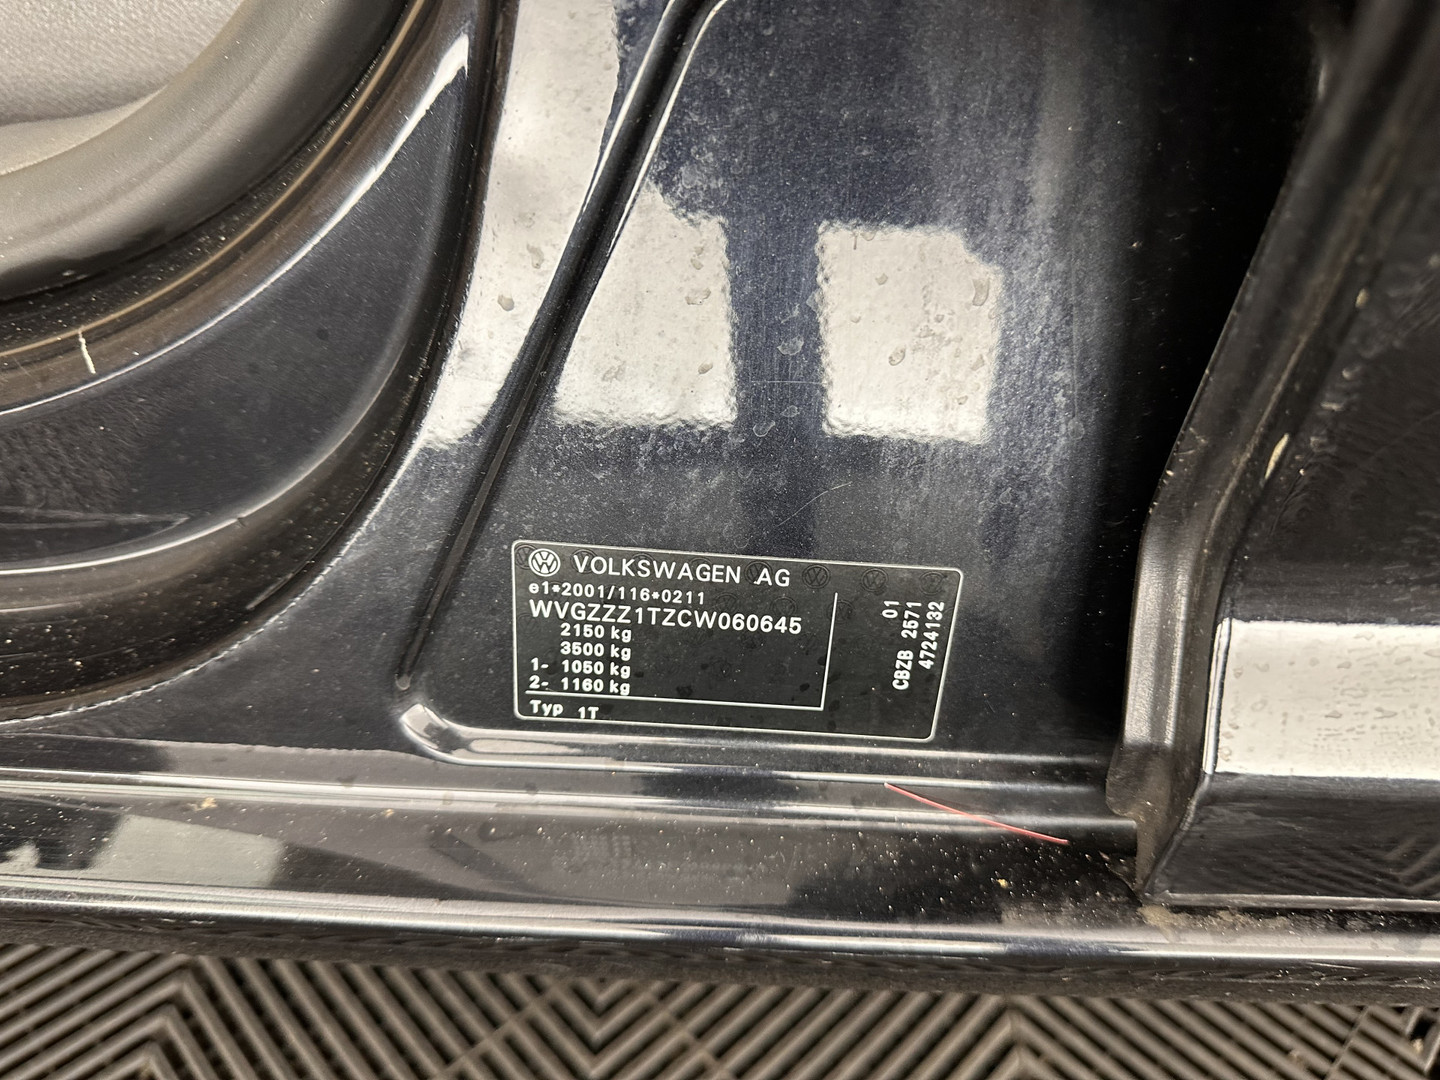 VOLKSWAGEN AG
e1*2001/116*0211
WVGZZZ1TZCW060645
2150 kg
3500 kg
1- 1050 kg
2- 1160 kg
Typ 1T
01
CBZB 2571
4724132